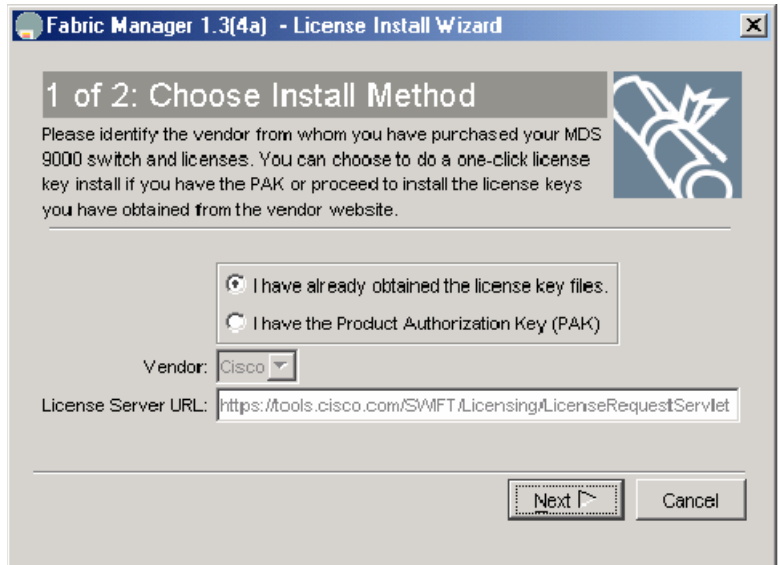 Fabric Manager 1.3(4a) - License Install Wizard
1 of 2: Choose Install Method
Please identify the vendor from whom you have purchased your MDS
9000 switch and licenses. You can choose to do a one-click license
key install if you have the PAK or proceed to install the license keys
you have obtained from the vendor website.
I have already obtained the license key files.
I have the Product Authorization Key (PAK)
Vendor: Cisco
License Server URL: https://tools.cisco.com/SWIFT/Licensing/LicenseRequestServlet
Next Cancel